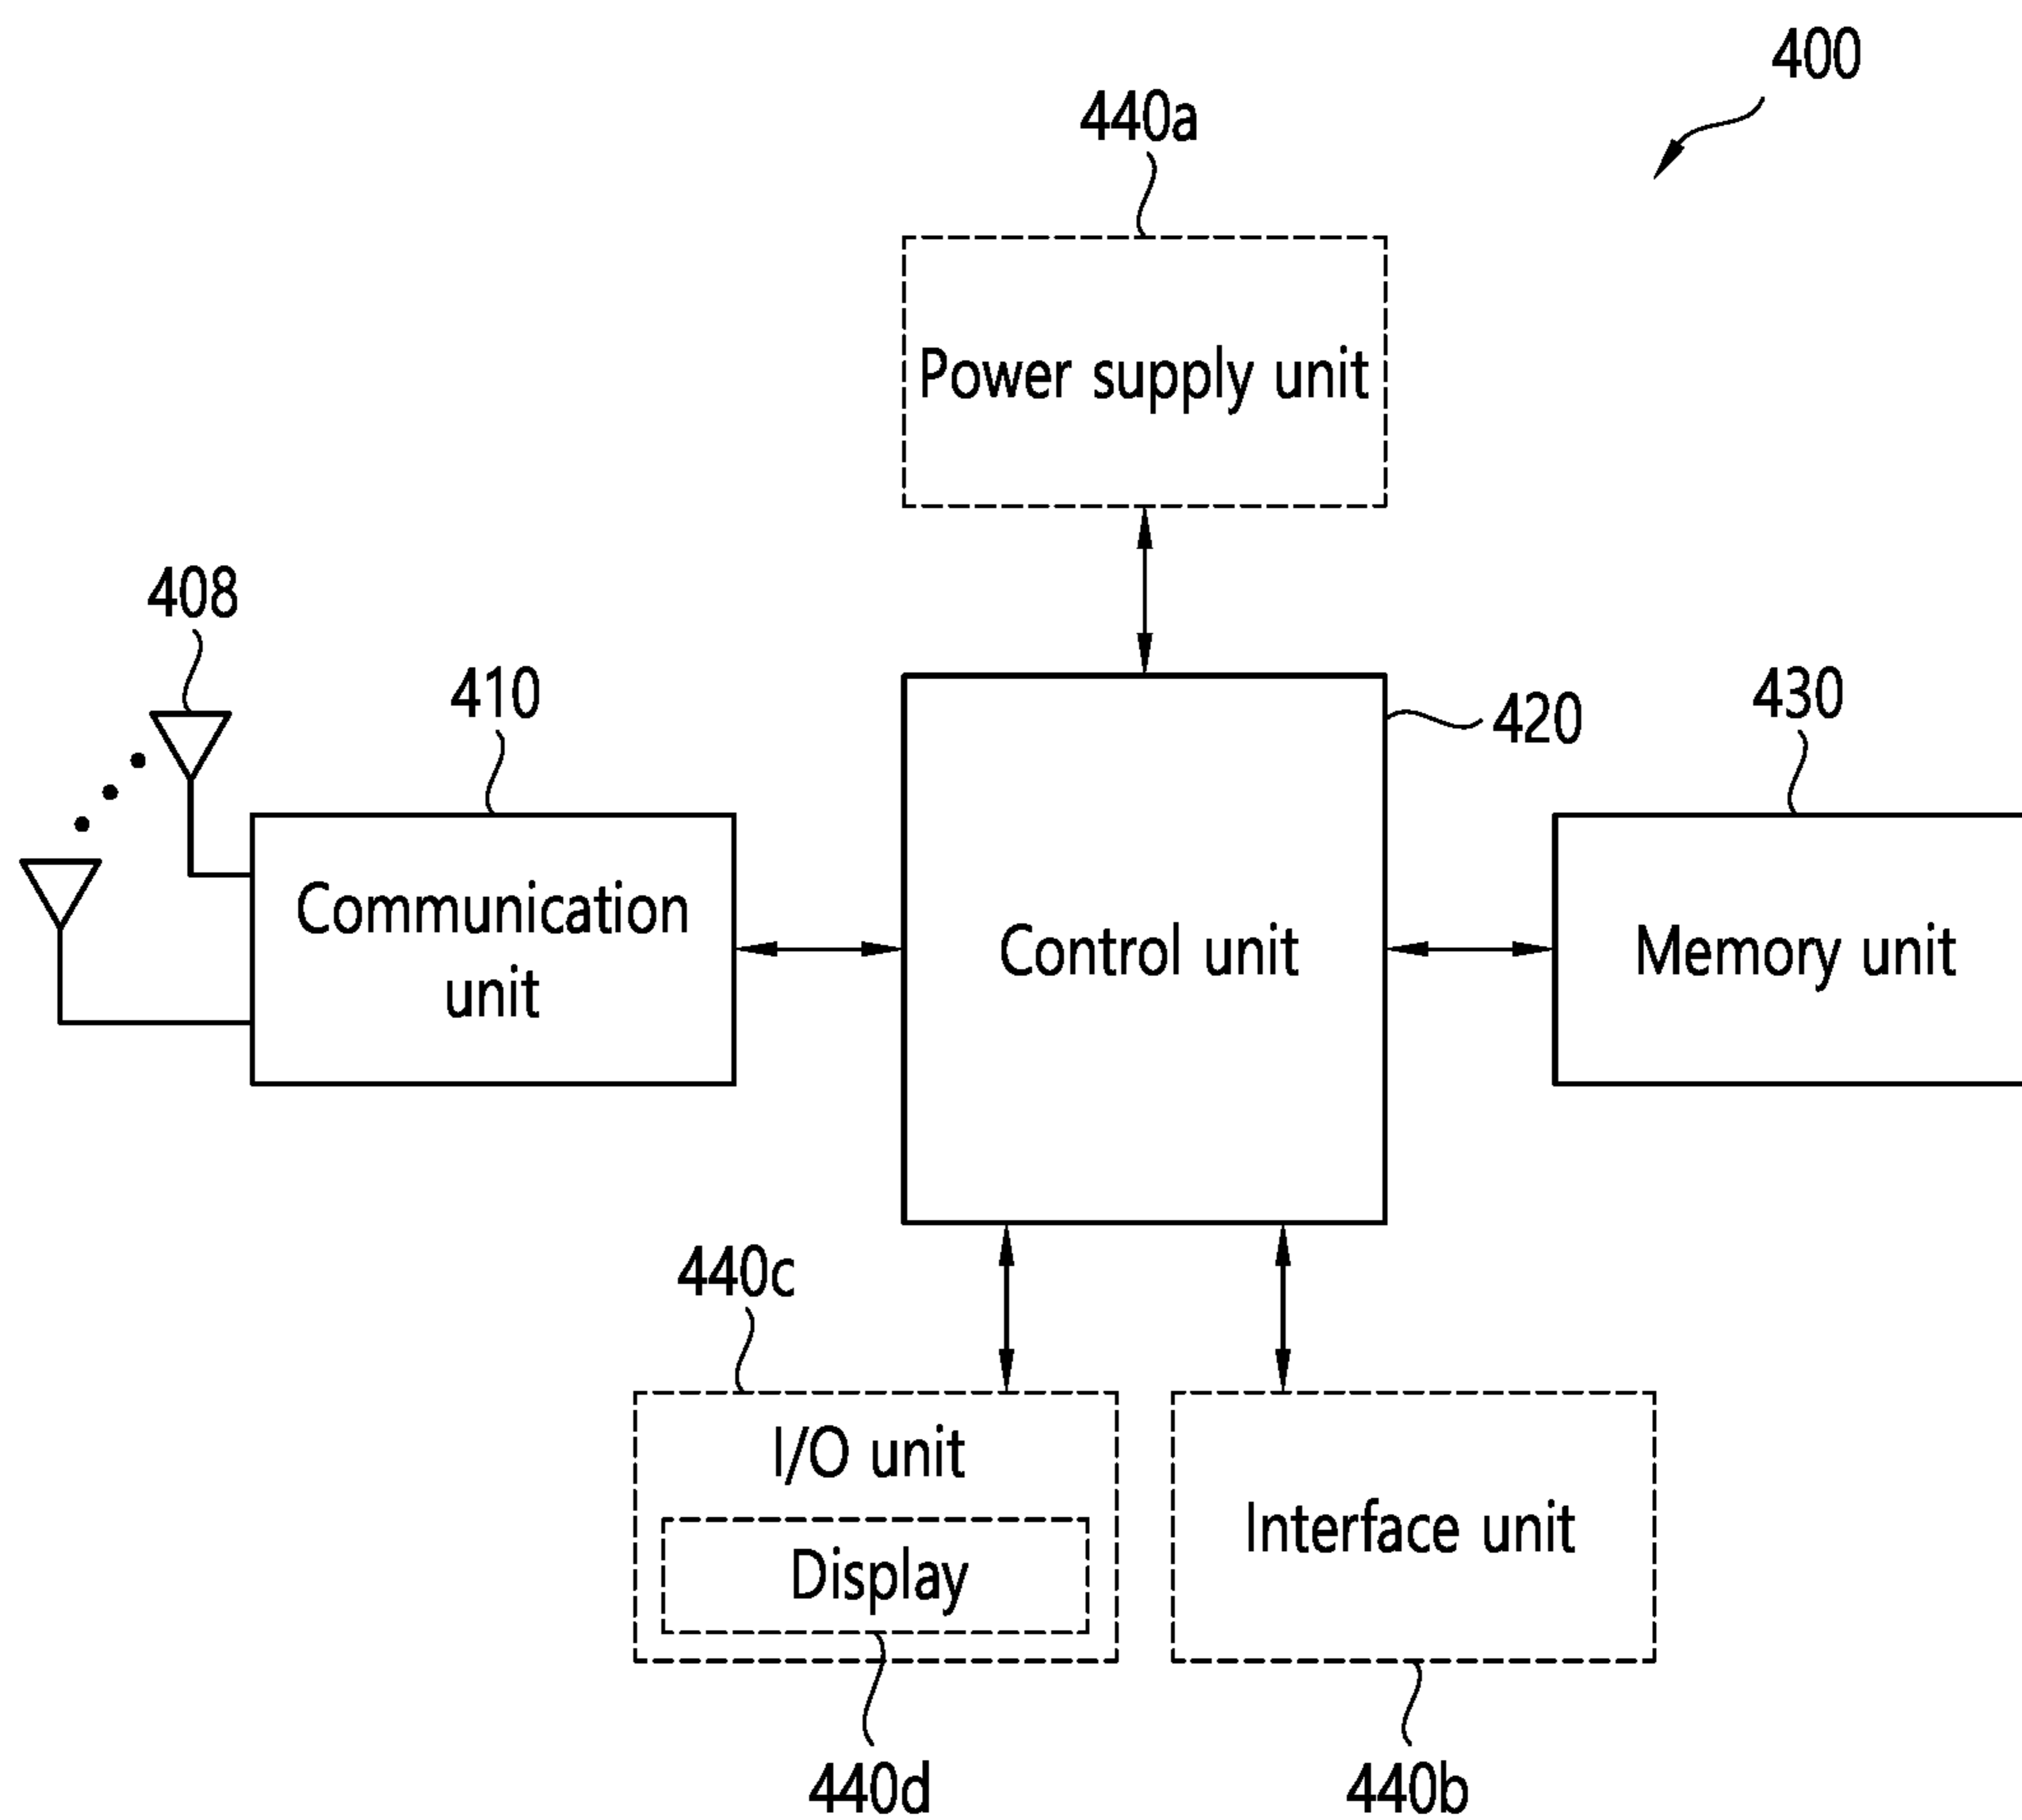 400
440a
Power supply unit
408
410
420
430
Communication
unit
Control unit
Memory unit
440c
I/O unit
Display
Interface unit
440d
440b